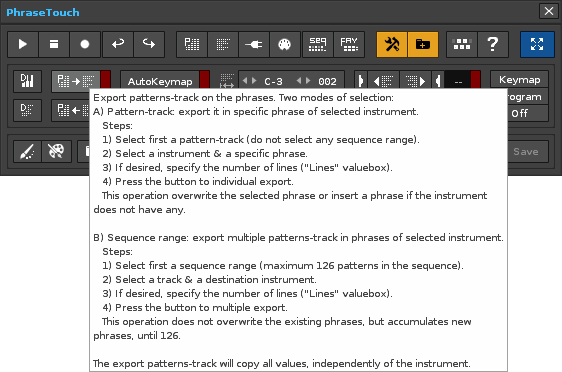 PhraseTouch
SEQ
FAV
AutoKeymap
C-3
002
--
Keymap
Program
Off
Save
Export patterns-track on the phrases. Two modes of selection:
A) Pattern-track: export it in specific phrase of selected instrument.
Steps:
1) Select first a pattern-track (do not select any sequence range).
2) Select a instrument & a specific phrase.
3) If desired, specify the number of lines ("Lines" valuebox).
4) Press the button to individual export.
This operation overwrite the selected phrase or insert a phrase if the instrument
does not have any.
B) Sequence range: export multiple patterns-track in phrases of selected instrument.
Steps:
1) Select first a sequence range (maximum 126 patterns in the sequence).
2) Select a track & a destination instrument.
3) If desired, specify the number of lines ("Lines" valuebox).
4) Press the button to multiple export.
This operation does not overwrite the existing phrases, but accumulates new
phrases, until 126.
The export patterns-track will copy all values, independently of the instrument.